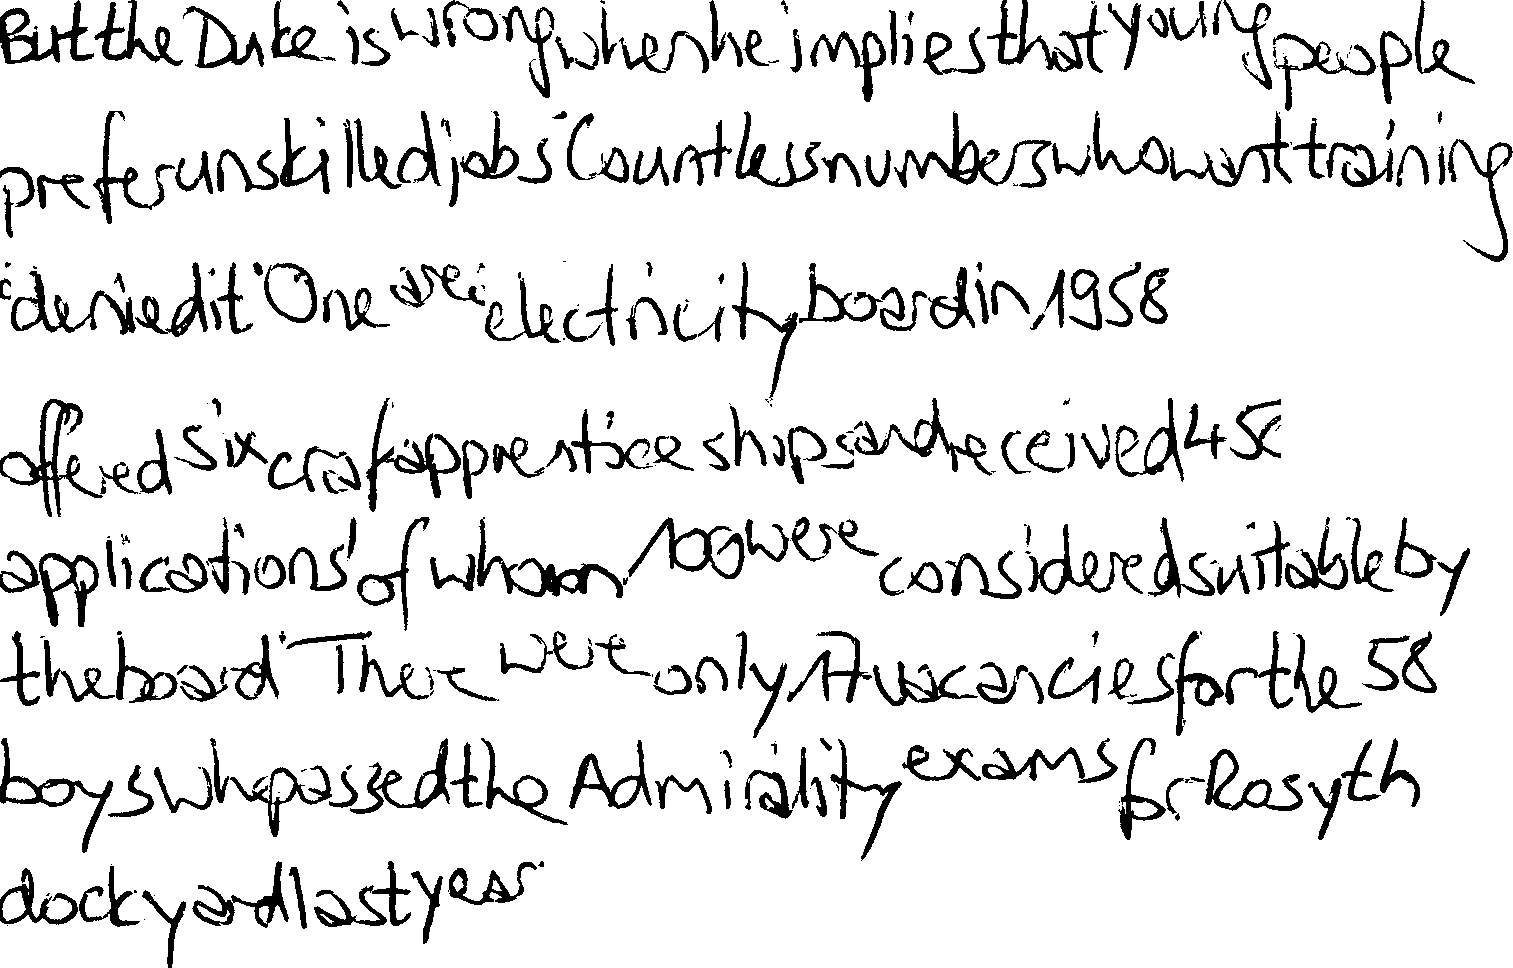 But the Duke is wrong when he implies that young people
prefer unskilled jobs. Countless numbers who want training
denied it. One area electricity board in 1958
offered six craft apprenticeships and received 450
applications of whom 100 were considered suitable by
the board. There were only 17 vacancies for the 58
boys who passed the Admirality exams for Rosyth
dockyard last year.